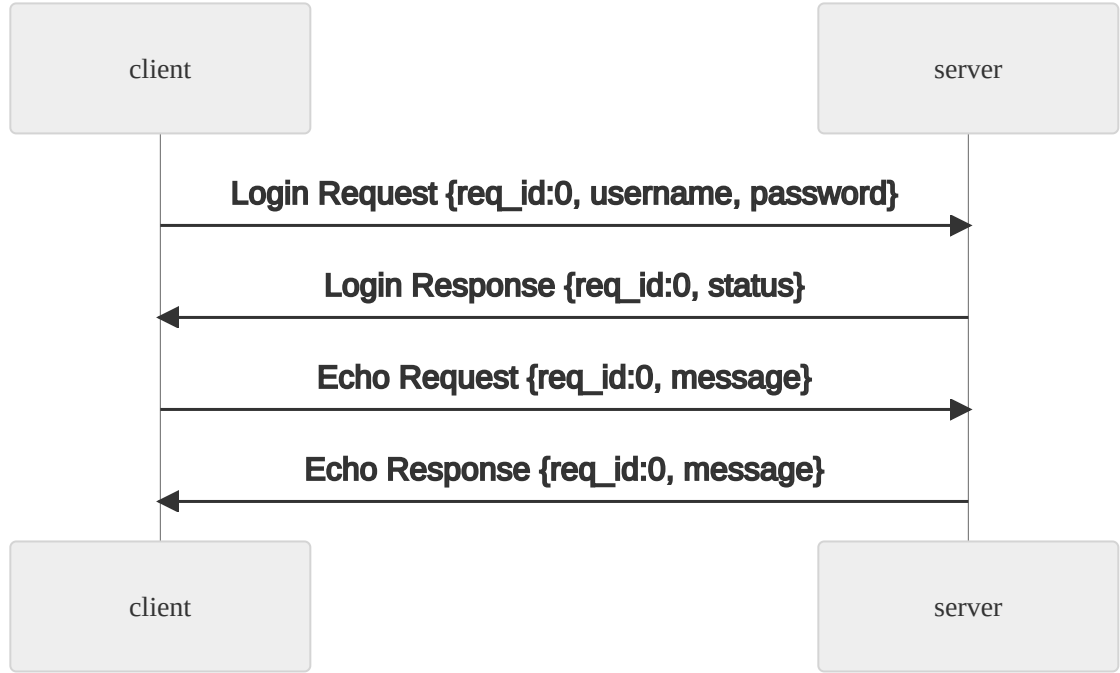 client
server
Login Request {req_id:0, username, password}
Login Response {req_id:0, status}
Echo Request {req_id:0, message}
Echo Response {req_id:0, message}
client
server